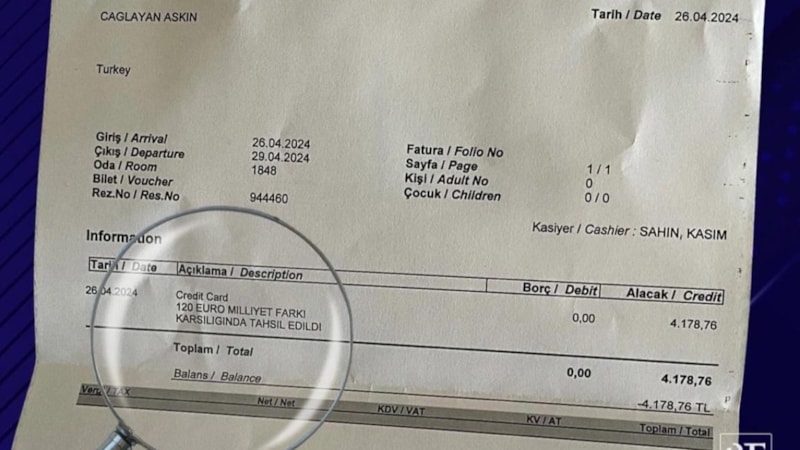 CAGLAYAN ASKIN
Tarih / Date 26.04.2024
Turkey
Giriş / Arrival 26.04.2024
Çıkış / Departure 29.04.2024
Oda / Room 1848
Bilet / Voucher
Rez.No / Res.No 944460
Fatura / Folio No
Sayfa / Page 1 / 1
Kişi / Adult No 0
Çocuk / Children 0 / 0
Kasiyer / Cashier : SAHIN, KASIM
Information
Tarih / Date Açıklama / Description Borç / Debit Alacak / Credit
26.04.2024 Credit Card 0,00 4.178,76
120 EURO MILLIYET FARKI
KARSILIGINDA TAHSIL EDILDI
Toplam / Total 0,00 4.178,76
Balans / Balance -4.178,76 TL
Vergi / TAX Net / Net KDV / VAT KV / AT Toplam / Total